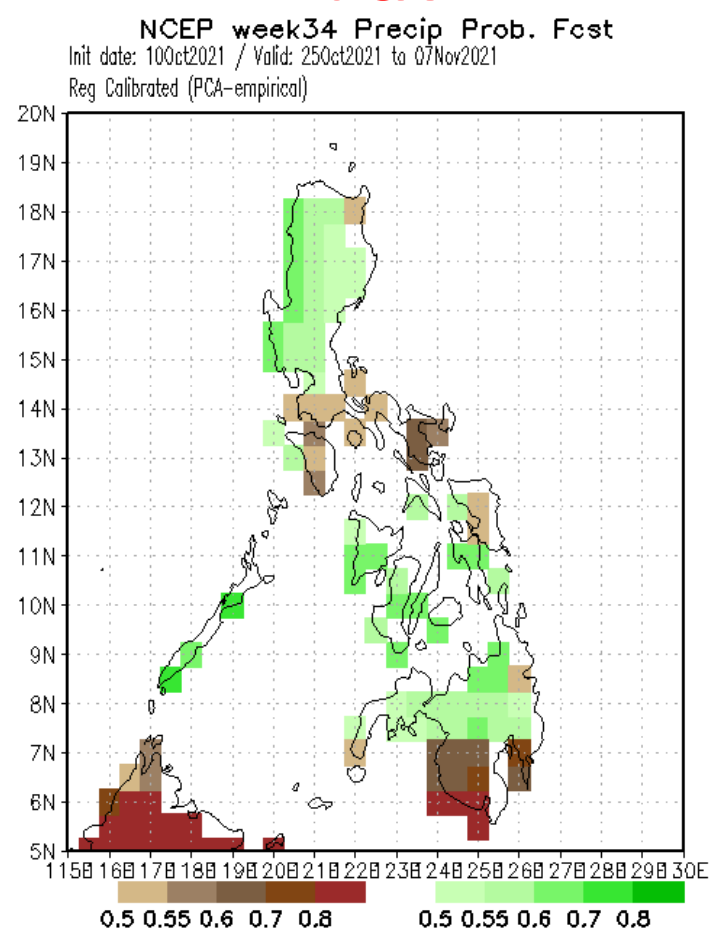 NCEP week34 Precip Prob. Fcst
Init date: 10Oct2021 / Valid: 25Oct2021 to 07Nov2021
Reg Calibrated (PCA-empirical)
20N
19N
18N
17N
16N
15N
14N
13N
12N
11N
10N
9N
8N
7N
6N
5N
115E 116E 117E 118E 119E 120E 121E 122E 123E 124E 125E 126E 127E 128E 129E 130E
0.5 0.55 0.6 0.7 0.8 0.5 0.55 0.6 0.7 0.8